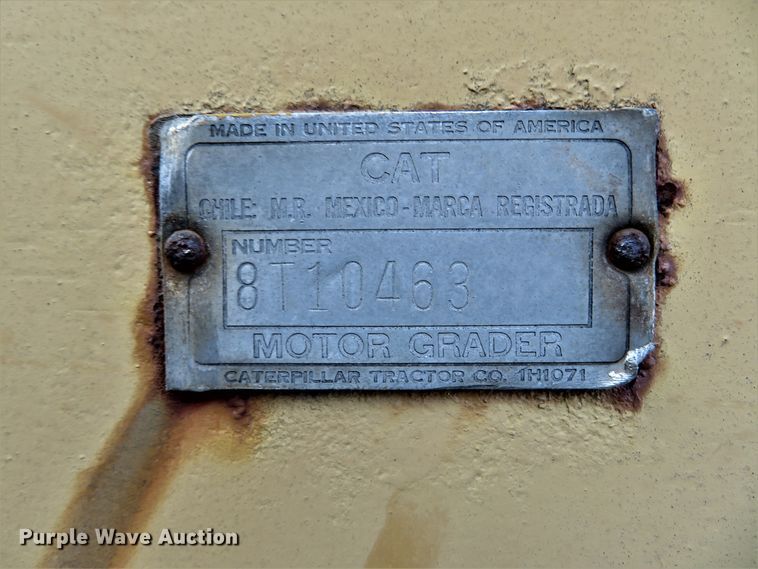 MADE IN UNITED STATES OF AMERICA
CAT
CHILE: M.R. MEXICO-MARCA REGISTRADA
NUMBER
8T10463
MOTOR GRADER
CATERPILLAR TRACTOR CO. 1H1071
Purple Wave Auction